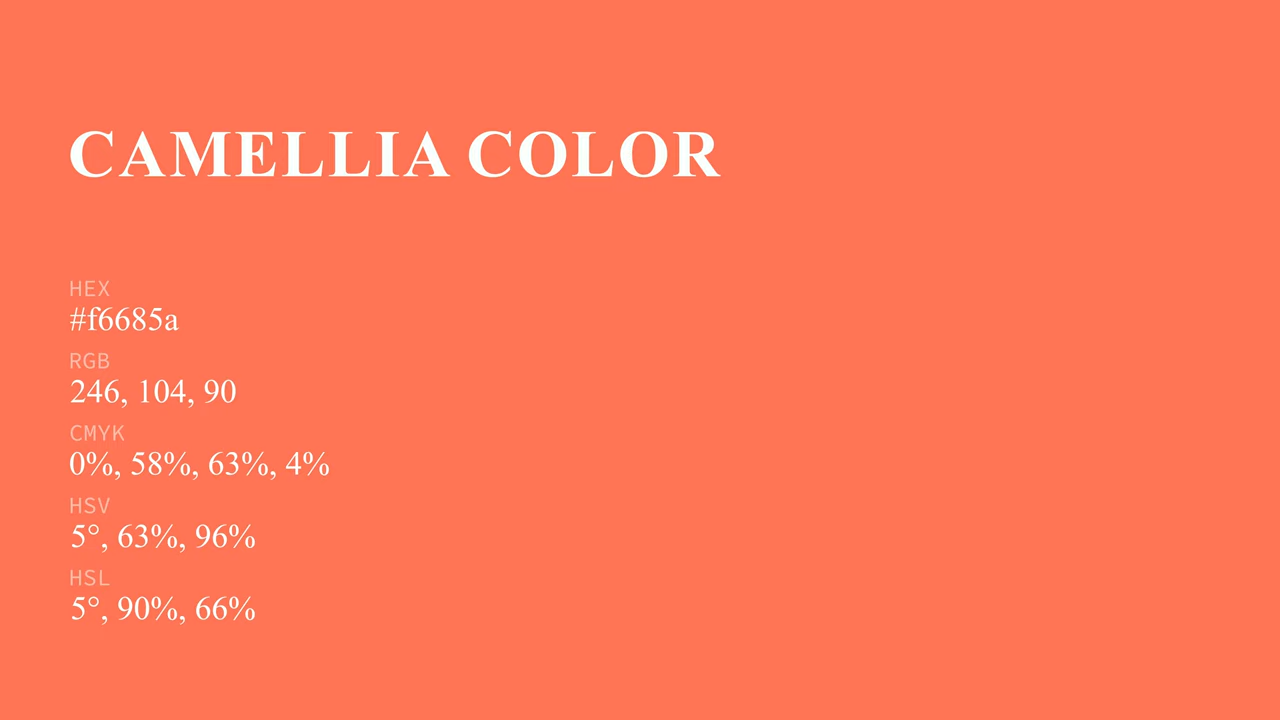 CAMELLIA COLOR
HEX
#f6685a
RGB
246, 104, 90
CMYK
0%, 58%, 63%, 4%
HSV
5°, 63%, 96%
HSL
5°, 90%, 66%